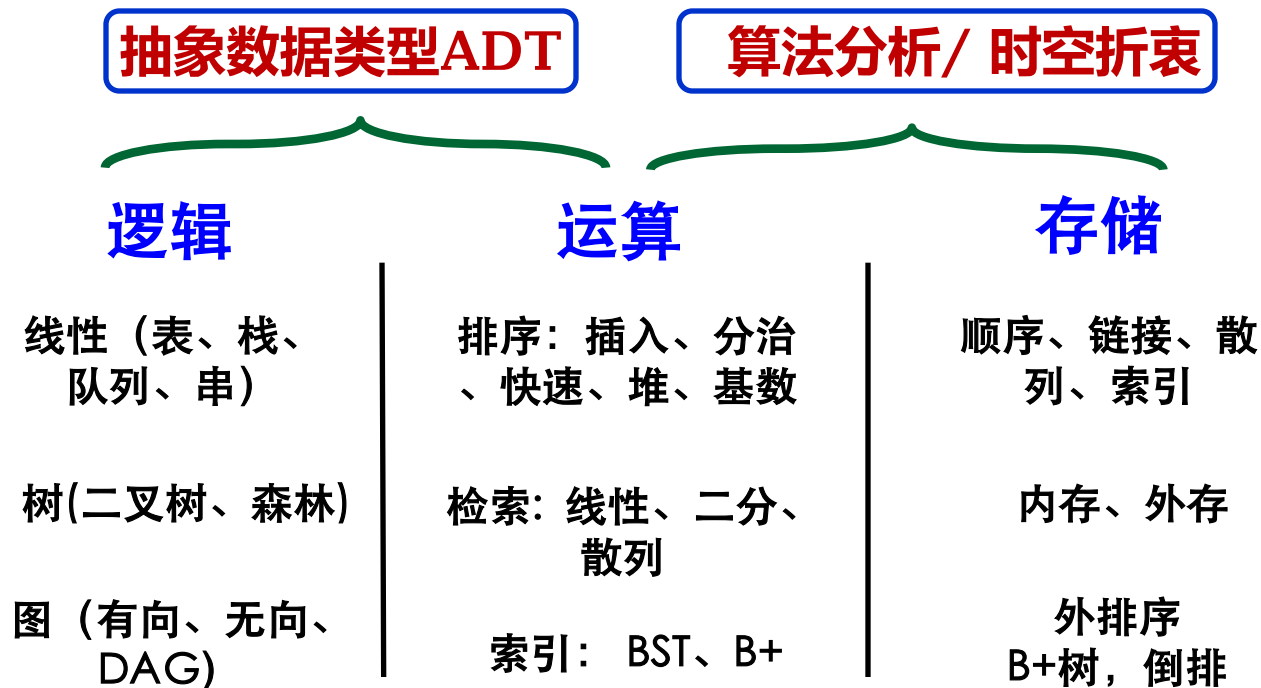 抽象数据类型ADT
算法分析/ 时空折衷
逻辑
运算
存储
线性（表、栈、
队列、串）
树(二叉树、森林)
图（有向、无向、
DAG)
排序：插入、分治
、快速、堆、基数
检索：线性、二分、
散列
索引： BST、B+
顺序、链接、散
列、索引
内存、外存
外排序
B+树，倒排